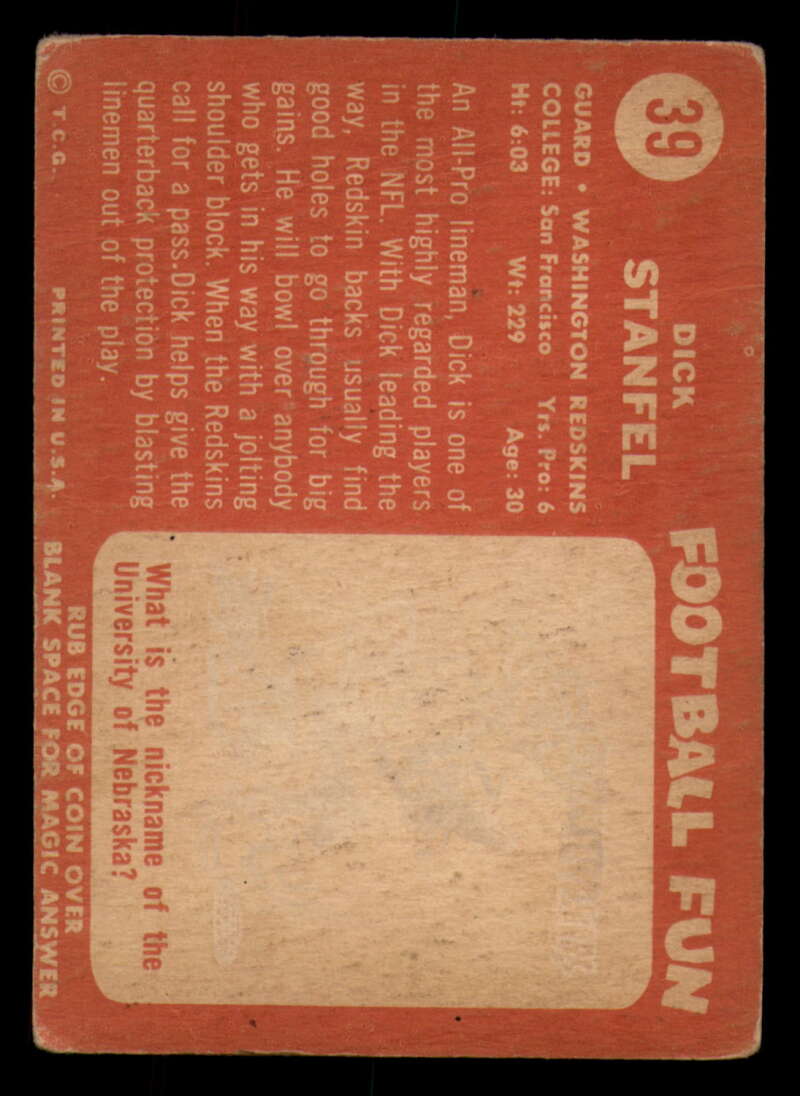 39
DICK
STANFEL
GUARD • WASHINGTON REDSKINS
COLLEGE: San Francisco Yrs. Pro: 6
Ht: 6:03 Wt: 229 Age: 30
An All-Pro lineman, Dick is one of
the most highly regarded players
in the NFL. With Dick leading the
way, Redskin backs usually find
good holes to go through for big
gains. He will bowl over anybody
who gets in his way with a jolting
shoulder block. When the Redskins
call for a pass.Dick helps give the
quarterback protection by blasting
linemen out of the play.
© T.C.G. PRINTED IN U.S.A.
FOOTBALL FUN
What is the nickname of the
University of Nebraska?
RUB EDGE OF COIN OVER
BLANK SPACE FOR MAGIC ANSWER